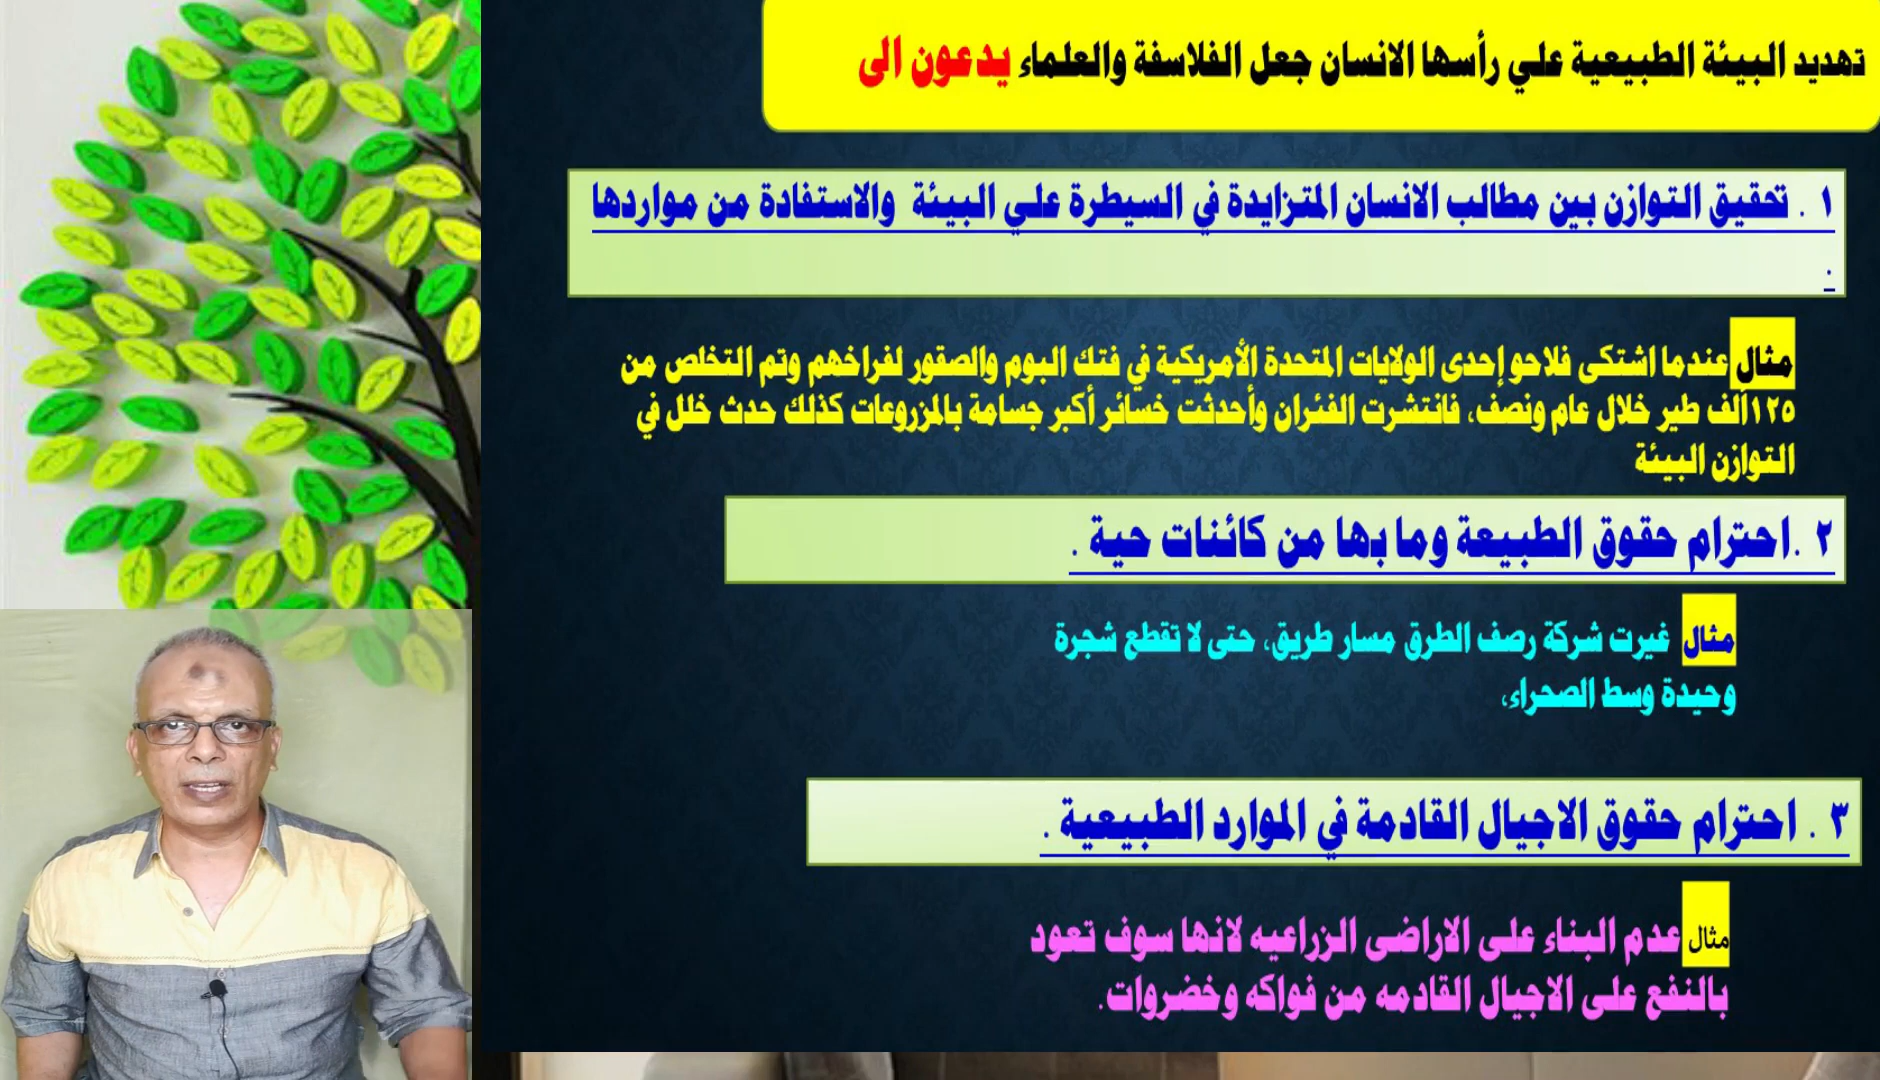 تهديد البيئة الطبيعية علي رأسها الانسان جعل الفلاسفة والعلماء يدعون الى
١ . تحقيق التوازن بين مطالب الانسان المتزايدة في السيطرة علي البيئة والاستفادة من مواردها
.
مثال عندما اشتكى فلاحو إحدى الولايات المتحدة الأمريكية في فتك البوم والصقور لفراخهم وتم التخلص من
١٢٥ألف طير خلال عام ونصف، فانتشرت الفئران وأحدثت خسائر أكبر جسامة بالمزروعات كذلك حدث خلل في
التوازن البيئة
٢ .احترام حقوق الطبيعة وما بها من كائنات حية .
مثال غيرت شركة رصف الطرق مسار طريق، حتى لا تقطع شجرة
وحيدة وسط الصحراء،
٣ . احترام حقوق الاجيال القادمة في الموارد الطبيعية .
مثال عدم البناء على الاراضى الزراعيه لانها سوف تعود
بالنفع على الاجيال القادمه من فواكه وخضروات.